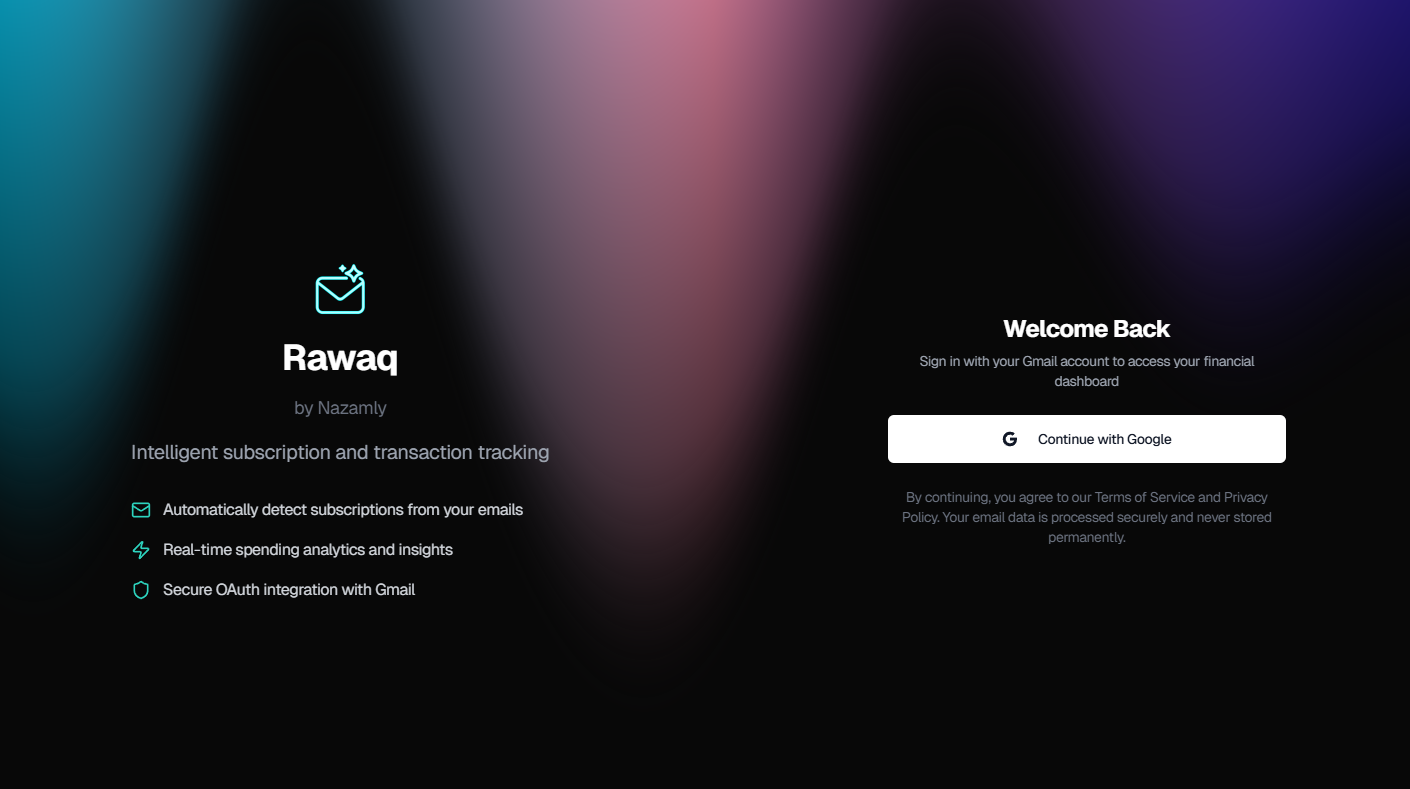 Rawaq
by Nazamly
Intelligent subscription and transaction tracking
Automatically detect subscriptions from your emails
Real-time spending analytics and insights
Secure OAuth integration with Gmail
Welcome Back
Sign in with your Gmail account to access your financial
dashboard
G Continue with Google
By continuing, you agree to our Terms of Service and Privacy
Policy. Your email data is processed securely and never stored
permanently.